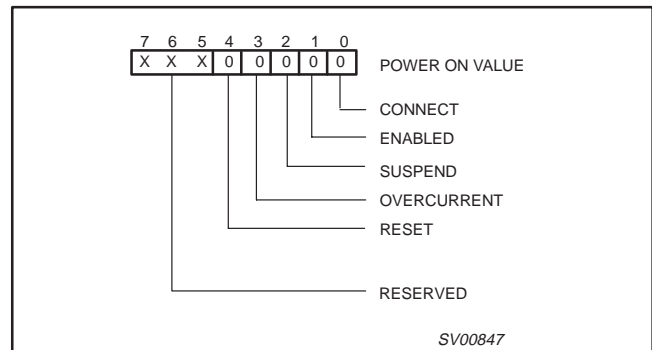 7 6 5 4 3 2 1 0
X X X 0 0 0 0 0 POWER ON VALUE
CONNECT
ENABLED
SUSPEND
OVERCURRENT
RESET
RESERVED
SV00847